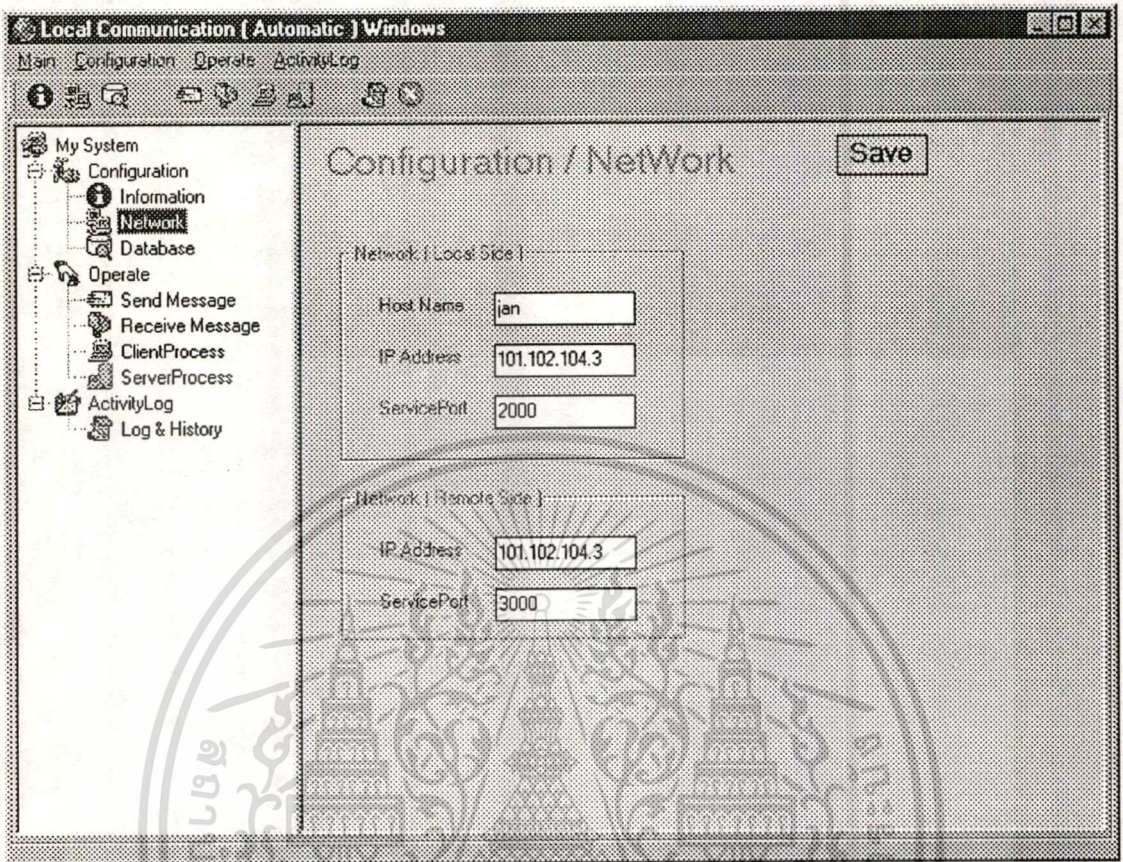 Local Communication ( Automatic ) Windows
Main Configuration Operate ActivityLog
My System
Configuration
Information
Network
Database
Operate
Send Message
Receive Message
ClientProcess
ServerProcess
ActivityLog
Log & History
Configuration / NetWork
Save
Network ( Local Side )
Host Name jan
IP Address 101.102.104.3
ServicePort 2000
Network ( Remote Side )
IP Address 101.102.104.3
ServicePort 3000